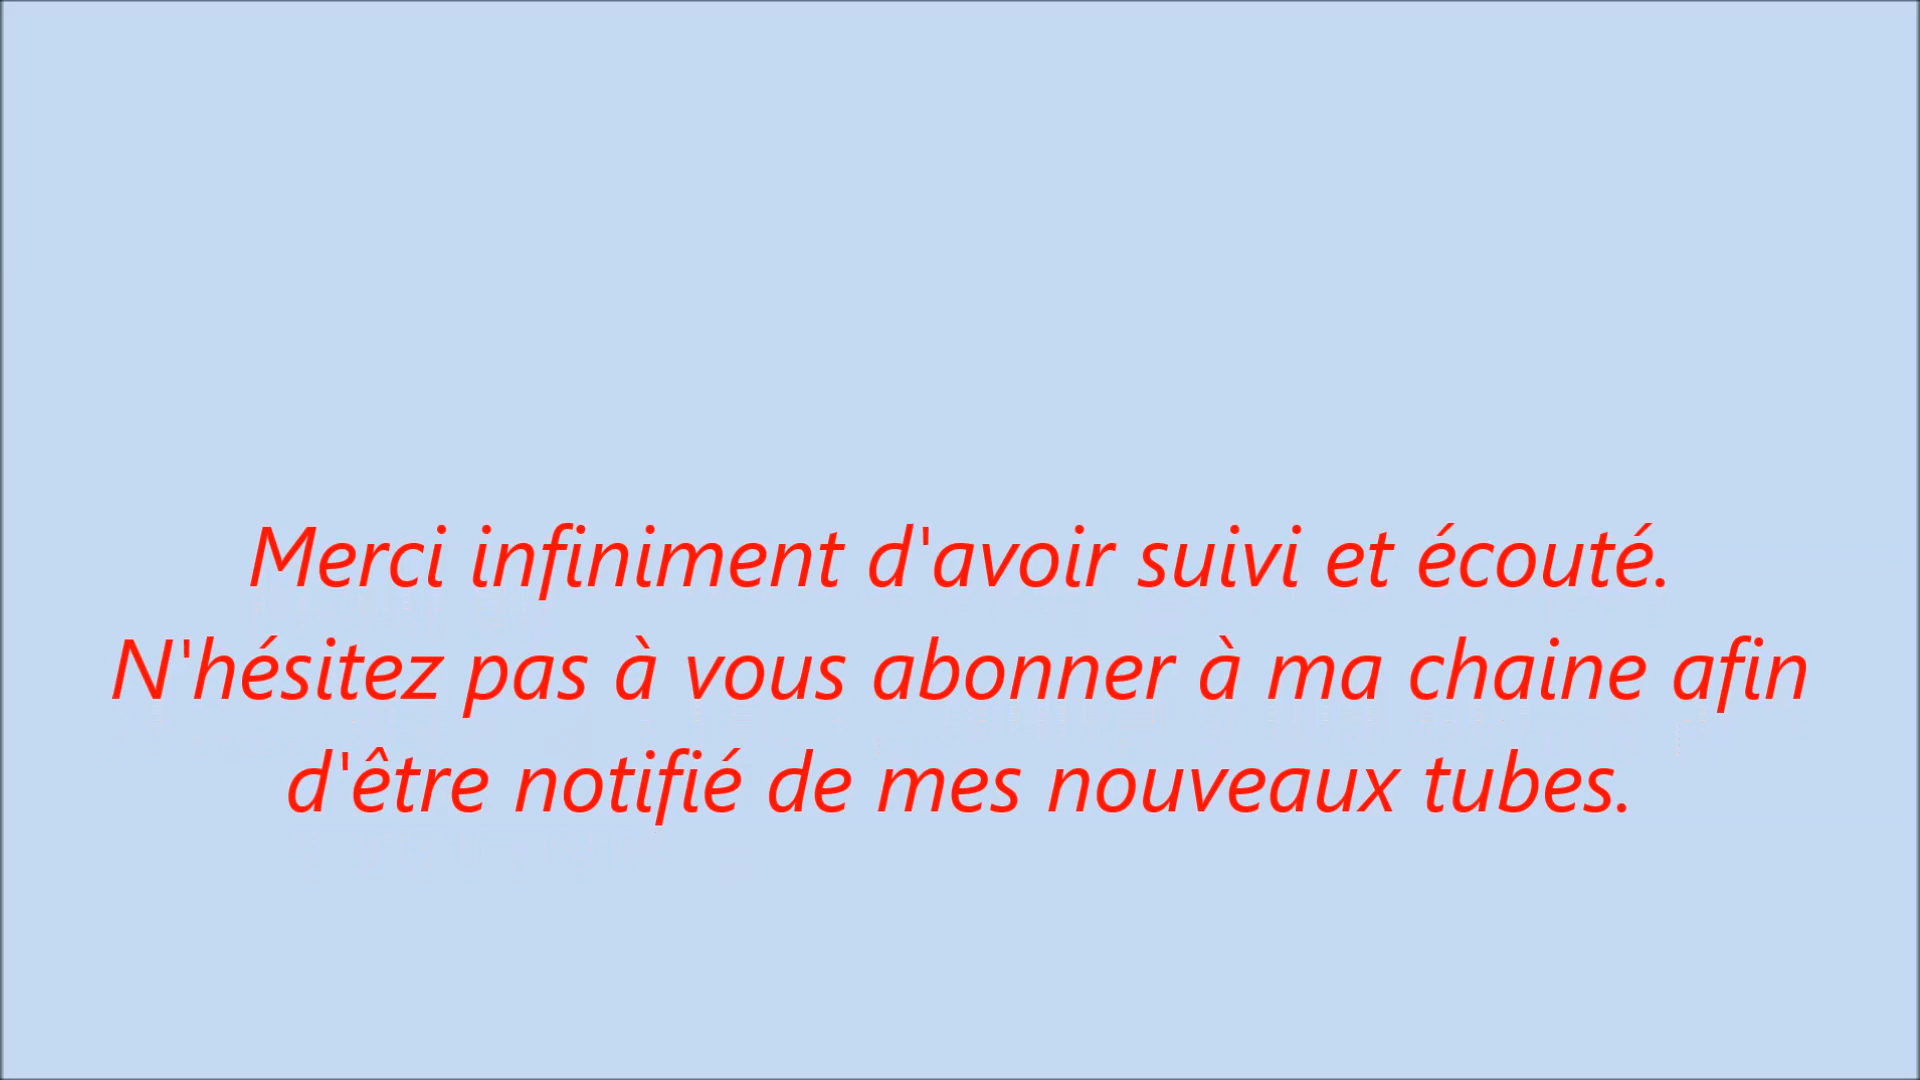 Merci infiniment d'avoir suivi et écouté.
N'hésitez pas à vous abonner à ma chaine afin
d'être notifié de mes nouveaux tubes.